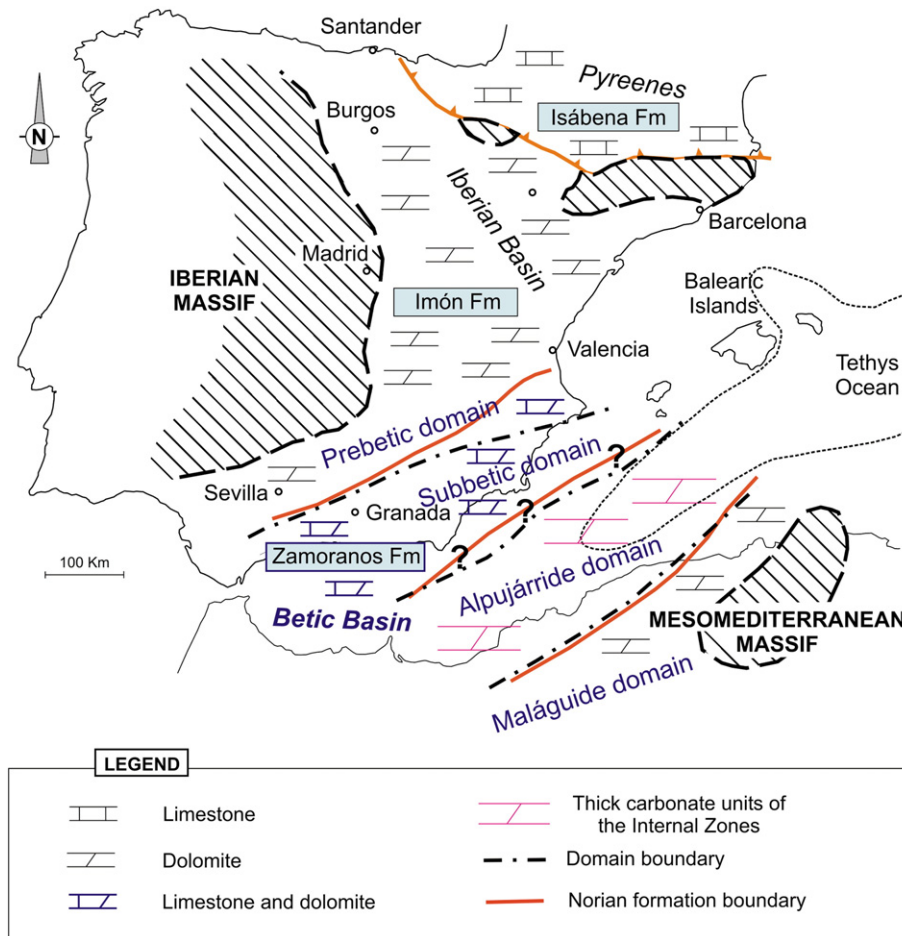 Santander
Pyreenes
N
Burgos
Isábena Fm
Iberian Basin
Barcelona
Madrid
IBERIAN
MASSIF
Balearic
Islands
Imón Fm
Valencia
Tethys
Ocean
Prebetic domain
Subbetic domain
?
Sevilla
Granada
?
100 Km
Zamoranos Fm
?
Alpujárride domain
Betic Basin
MESOMEDITERRANEAN
MASSIF
Maláguide domain
LEGEND
Limestone
Dolomite
Limestone and dolomite
Thick carbonate units of
the Internal Zones
Domain boundary
Norian formation boundary